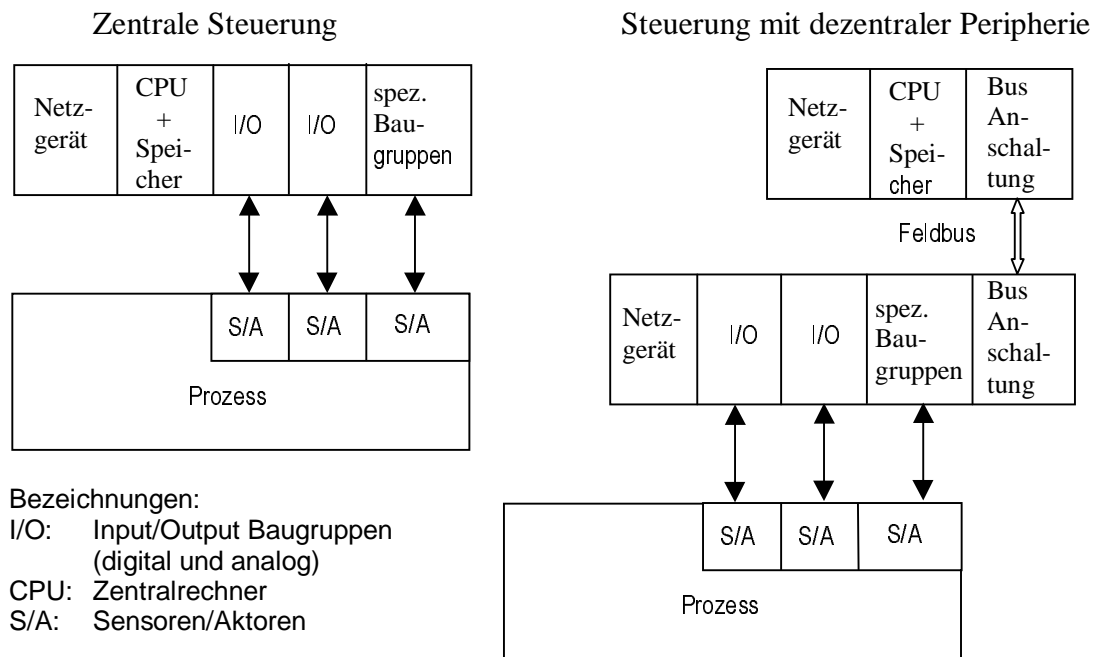 Zentrale Steuerung
Netz-
gerät
CPU
+
Spei-
cher
I/O
I/O
spez.
Bau-
gruppen
S/A
S/A
S/A
Prozess
Bezeichnungen:
I/O: Input/Output Baugruppen
(digital und analog)
CPU: Zentralrechner
S/A: Sensoren/Aktoren
Steuerung mit dezentraler Peripherie
Netz-
gerät
CPU
+
Spei-
cher
Bus
An-
schal-
tung
Feldbus
Netz-
gerät
I/O
I/O
spez.
Bau-
gruppen
Bus
An-
schal-
tung
S/A
S/A
S/A
Prozess